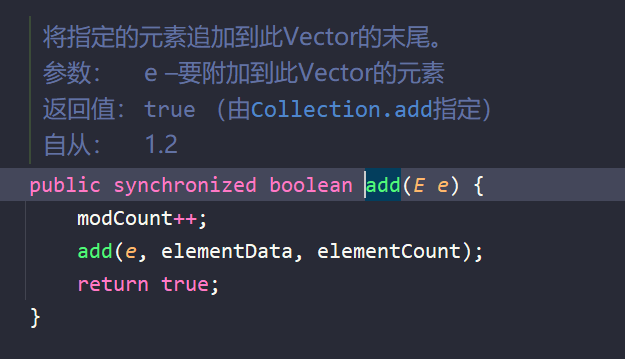 将指定的元素追加到此Vector的末尾。
参数： e –要附加到此Vector的元素
返回值： true （由Collection.add指定）
自从： 1.2
public synchronized boolean add(E e) {
    modCount++;
    add(e, elementData, elementCount);
    return true;
}